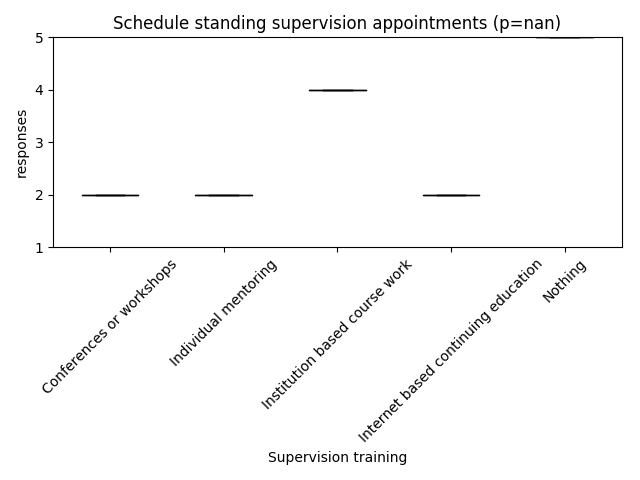 Schedule standing supervision appointments (p=nan)
5
4
3
2
1
responses
Conferences or workshops
Individual mentoring
Institution based course work
Internet based continuing education
Nothing
Supervision training